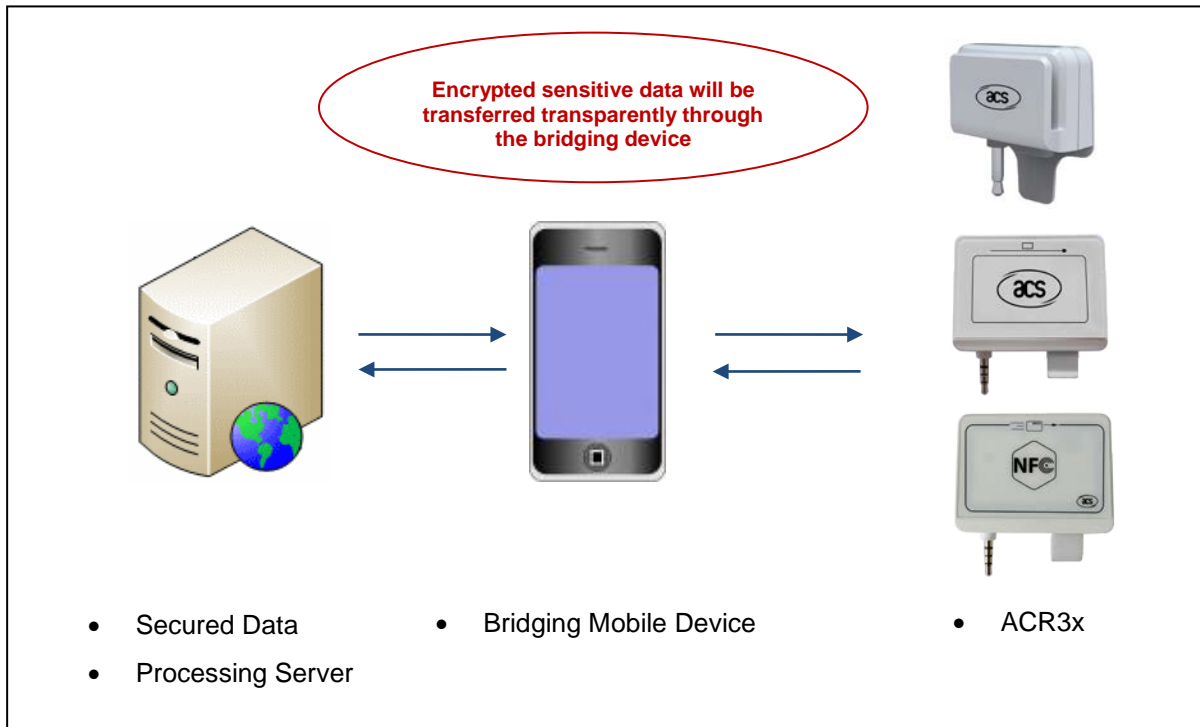 Encrypted sensitive data will be
transferred transparently through
the bridging device
acs
acs
NFC
acs
• Secured Data
• Processing Server
• Bridging Mobile Device
• ACR3x